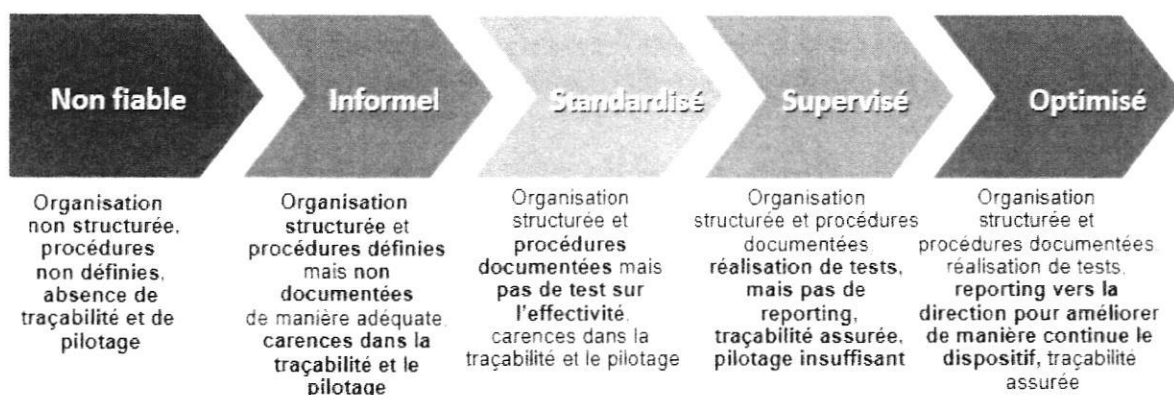 Non fiable
Informel
Standardisé
Supervisé
Optimisé
Organisation
non structurée,
procédures
non définies,
absence de
traçabilité et de
pilotage
Organisation
structurée et
procédures définies
mais non
documentées
de manière adéquate,
carences dans la
traçabilité et le
pilotage
Organisation
structurée et
procédures
documentées mais
pas de test sur
l'effectivité,
carences dans la
traçabilité et le pilotage
Organisation
structurée et procédures
documentées,
réalisation de tests,
mais pas de
reporting,
traçabilité assurée,
pilotage insuffisant
Organisation
structurée et
procédures documentées,
réalisation de tests,
reporting vers la
direction pour améliorer
de manière continue le
dispositif, traçabilité
assurée